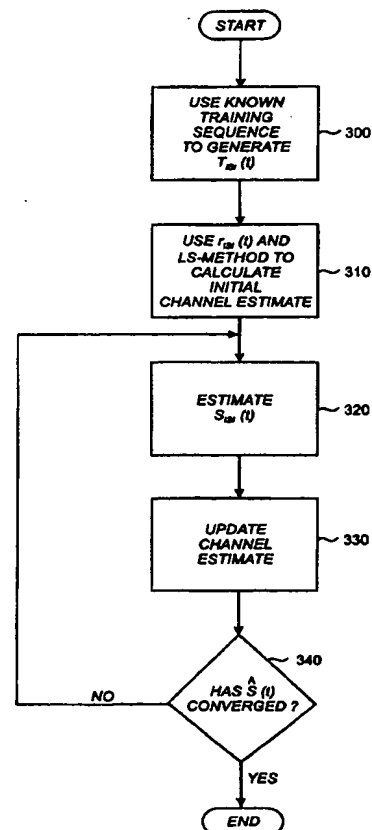 START
USE KNOWN
TRAINING
SEQUENCE
TO GENERATE
T_ISI (t)
300
USE r_ISI (t) AND
LS-METHOD TO
CALCULATE
INITIAL
CHANNEL ESTIMATE
310
ESTIMATE
S_ISI (t)
320
UPDATE
CHANNEL
ESTIMATE
330
340
HAS Ŝ (t)
CONVERGED ?
NO
YES
END